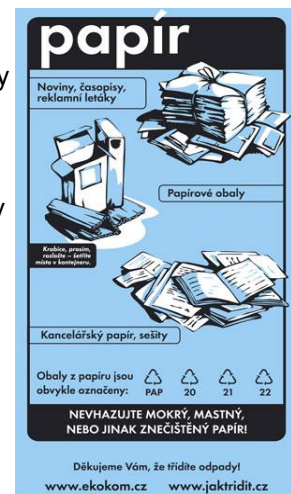 papír
y
Noviny, časopisy,
reklamní letáky
Papírové obaly
y
Krabice, prosím,
rozložte – šetříte
místo v kontejneru.
Kancelářský papír, sešity
Obaly z papíru jsou
obvykle označeny:
PAP 20 21 22
NEVHAZUJTE MOKRÝ, MASTNÝ,
NEBO JINAK ZNEČIŠTĚNÝ PAPÍR!
Děkujeme Vám, že třídíte odpady!
www.ekokom.cz www.jaktridit.cz